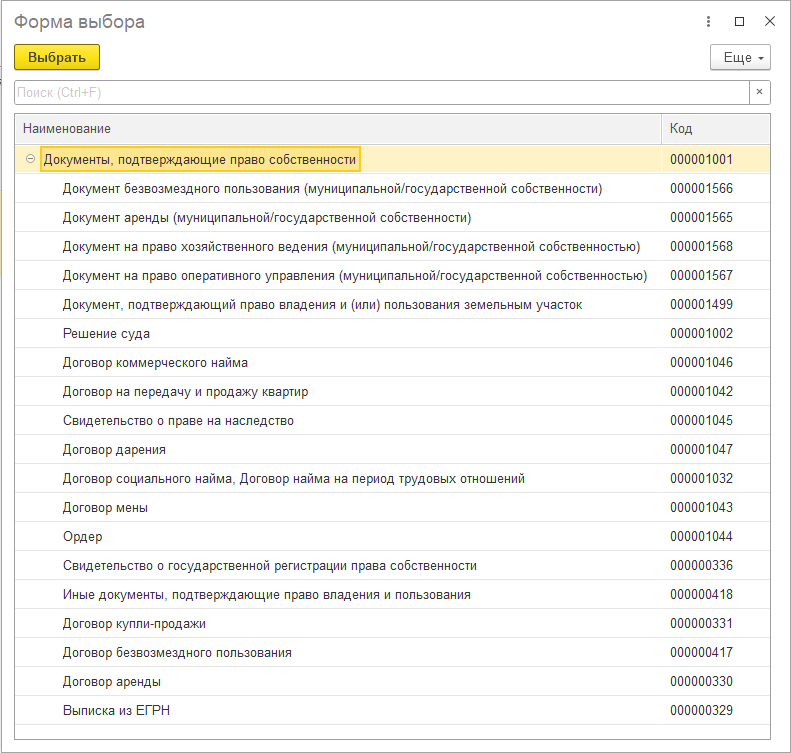 Форма выбора
Выбрать
Еще
Поиск (Ctrl+F)
×
Наименование Код
Документы, подтверждающие право собственности 000001001
Документ безвозмездного пользования (муниципальной/государственной собственности) 000001566
Документ аренды (муниципальной/государственной собственности) 000001565
Документ на право хозяйственного ведения (муниципальной/государственной собственностью) 000001568
Документ на право оперативного управления (муниципальной/государственной собственностью) 000001567
Документ, подтверждающий право владения и (или) пользования земельным участок 000001499
Решение суда 000001002
Договор коммерческого найма 000001046
Договор на передачу и продажу квартир 000001042
Свидетельство о праве на наследство 000001045
Договор дарения 000001047
Договор социального найма, Договор найма на период трудовых отношений 000001032
Договор мены 000001043
Ордер 000001044
Свидетельство о государственной регистрации права собственности 000000336
Иные документы, подтверждающие право владения и пользования 000000418
Договор купли-продажи 000000331
Договор безвозмездного пользования 000000417
Договор аренды 000000330
Выписка из ЕГРН 000000329